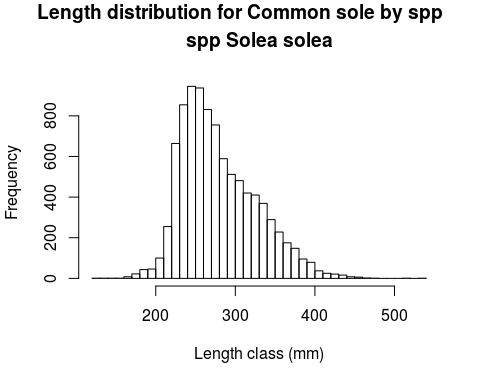 Length distribution for Common sole by spp
spp Solea solea
Frequency
0 200 400 600 800
200 300 400 500
Length class (mm)